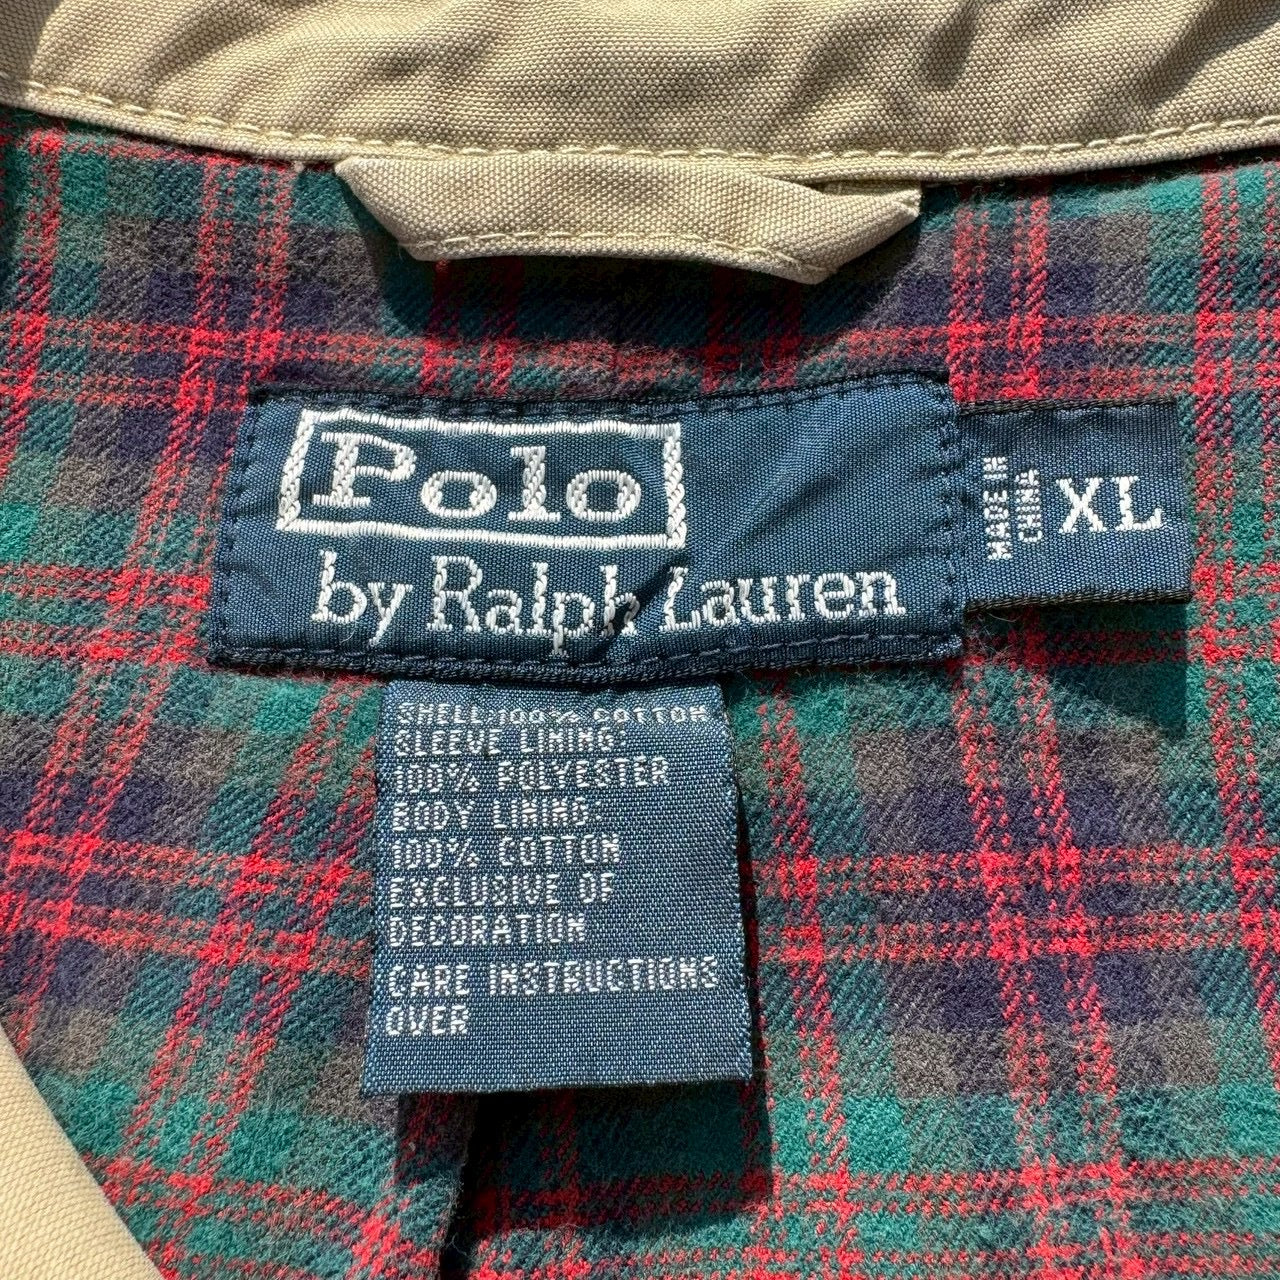 Polo
by Ralph Lauren
MADE IN
CHINA
XL
SHELL 100% COTTON
SLEEVE LINING:
100% POLYESTER
BODY LINING:
100% COTTON
EXCLUSIVE OF
DECORATION
CARE INSTRUCTIONS
OVER